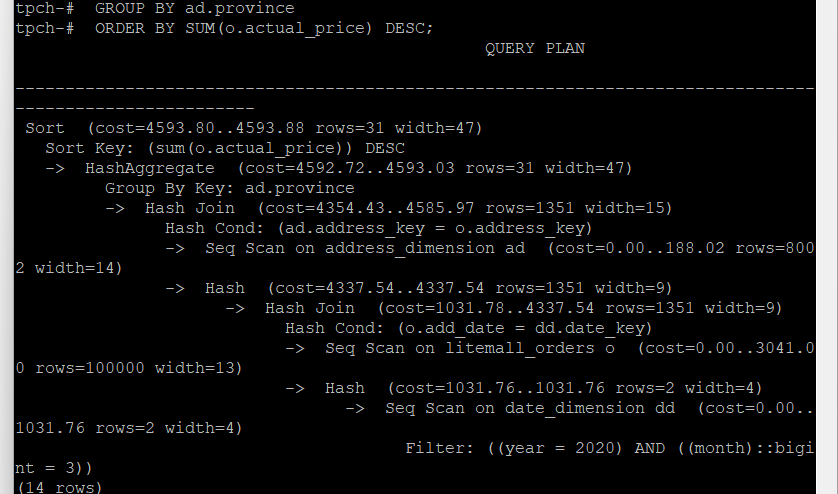 tpch-#  GROUP BY ad.province
tpch-#  ORDER BY SUM(o.actual_price) DESC;
QUERY PLAN
--------------------------------------------------------------------------------
------------------------
 Sort  (cost=4593.80..4593.88 rows=31 width=47)
   Sort Key: (sum(o.actual_price)) DESC
   ->  HashAggregate  (cost=4592.72..4593.03 rows=31 width=47)
         Group By Key: ad.province
         ->  Hash Join  (cost=4354.43..4585.97 rows=1351 width=15)
               Hash Cond: (ad.address_key = o.address_key)
               ->  Seq Scan on address_dimension ad  (cost=0.00..188.02 rows=800
2 width=14)
               ->  Hash  (cost=4337.54..4337.54 rows=1351 width=9)
                     ->  Hash Join  (cost=1031.78..4337.54 rows=1351 width=9)
                           Hash Cond: (o.add_date = dd.date_key)
                           ->  Seq Scan on litemall_orders o  (cost=0.00..3041.0
0 rows=100000 width=13)
                           ->  Hash  (cost=1031.76..1031.76 rows=2 width=4)
                                 ->  Seq Scan on date_dimension dd  (cost=0.00..
1031.76 rows=2 width=4)
                                       Filter: ((year = 2020) AND ((month)::bigi
nt = 3))
(14 rows)